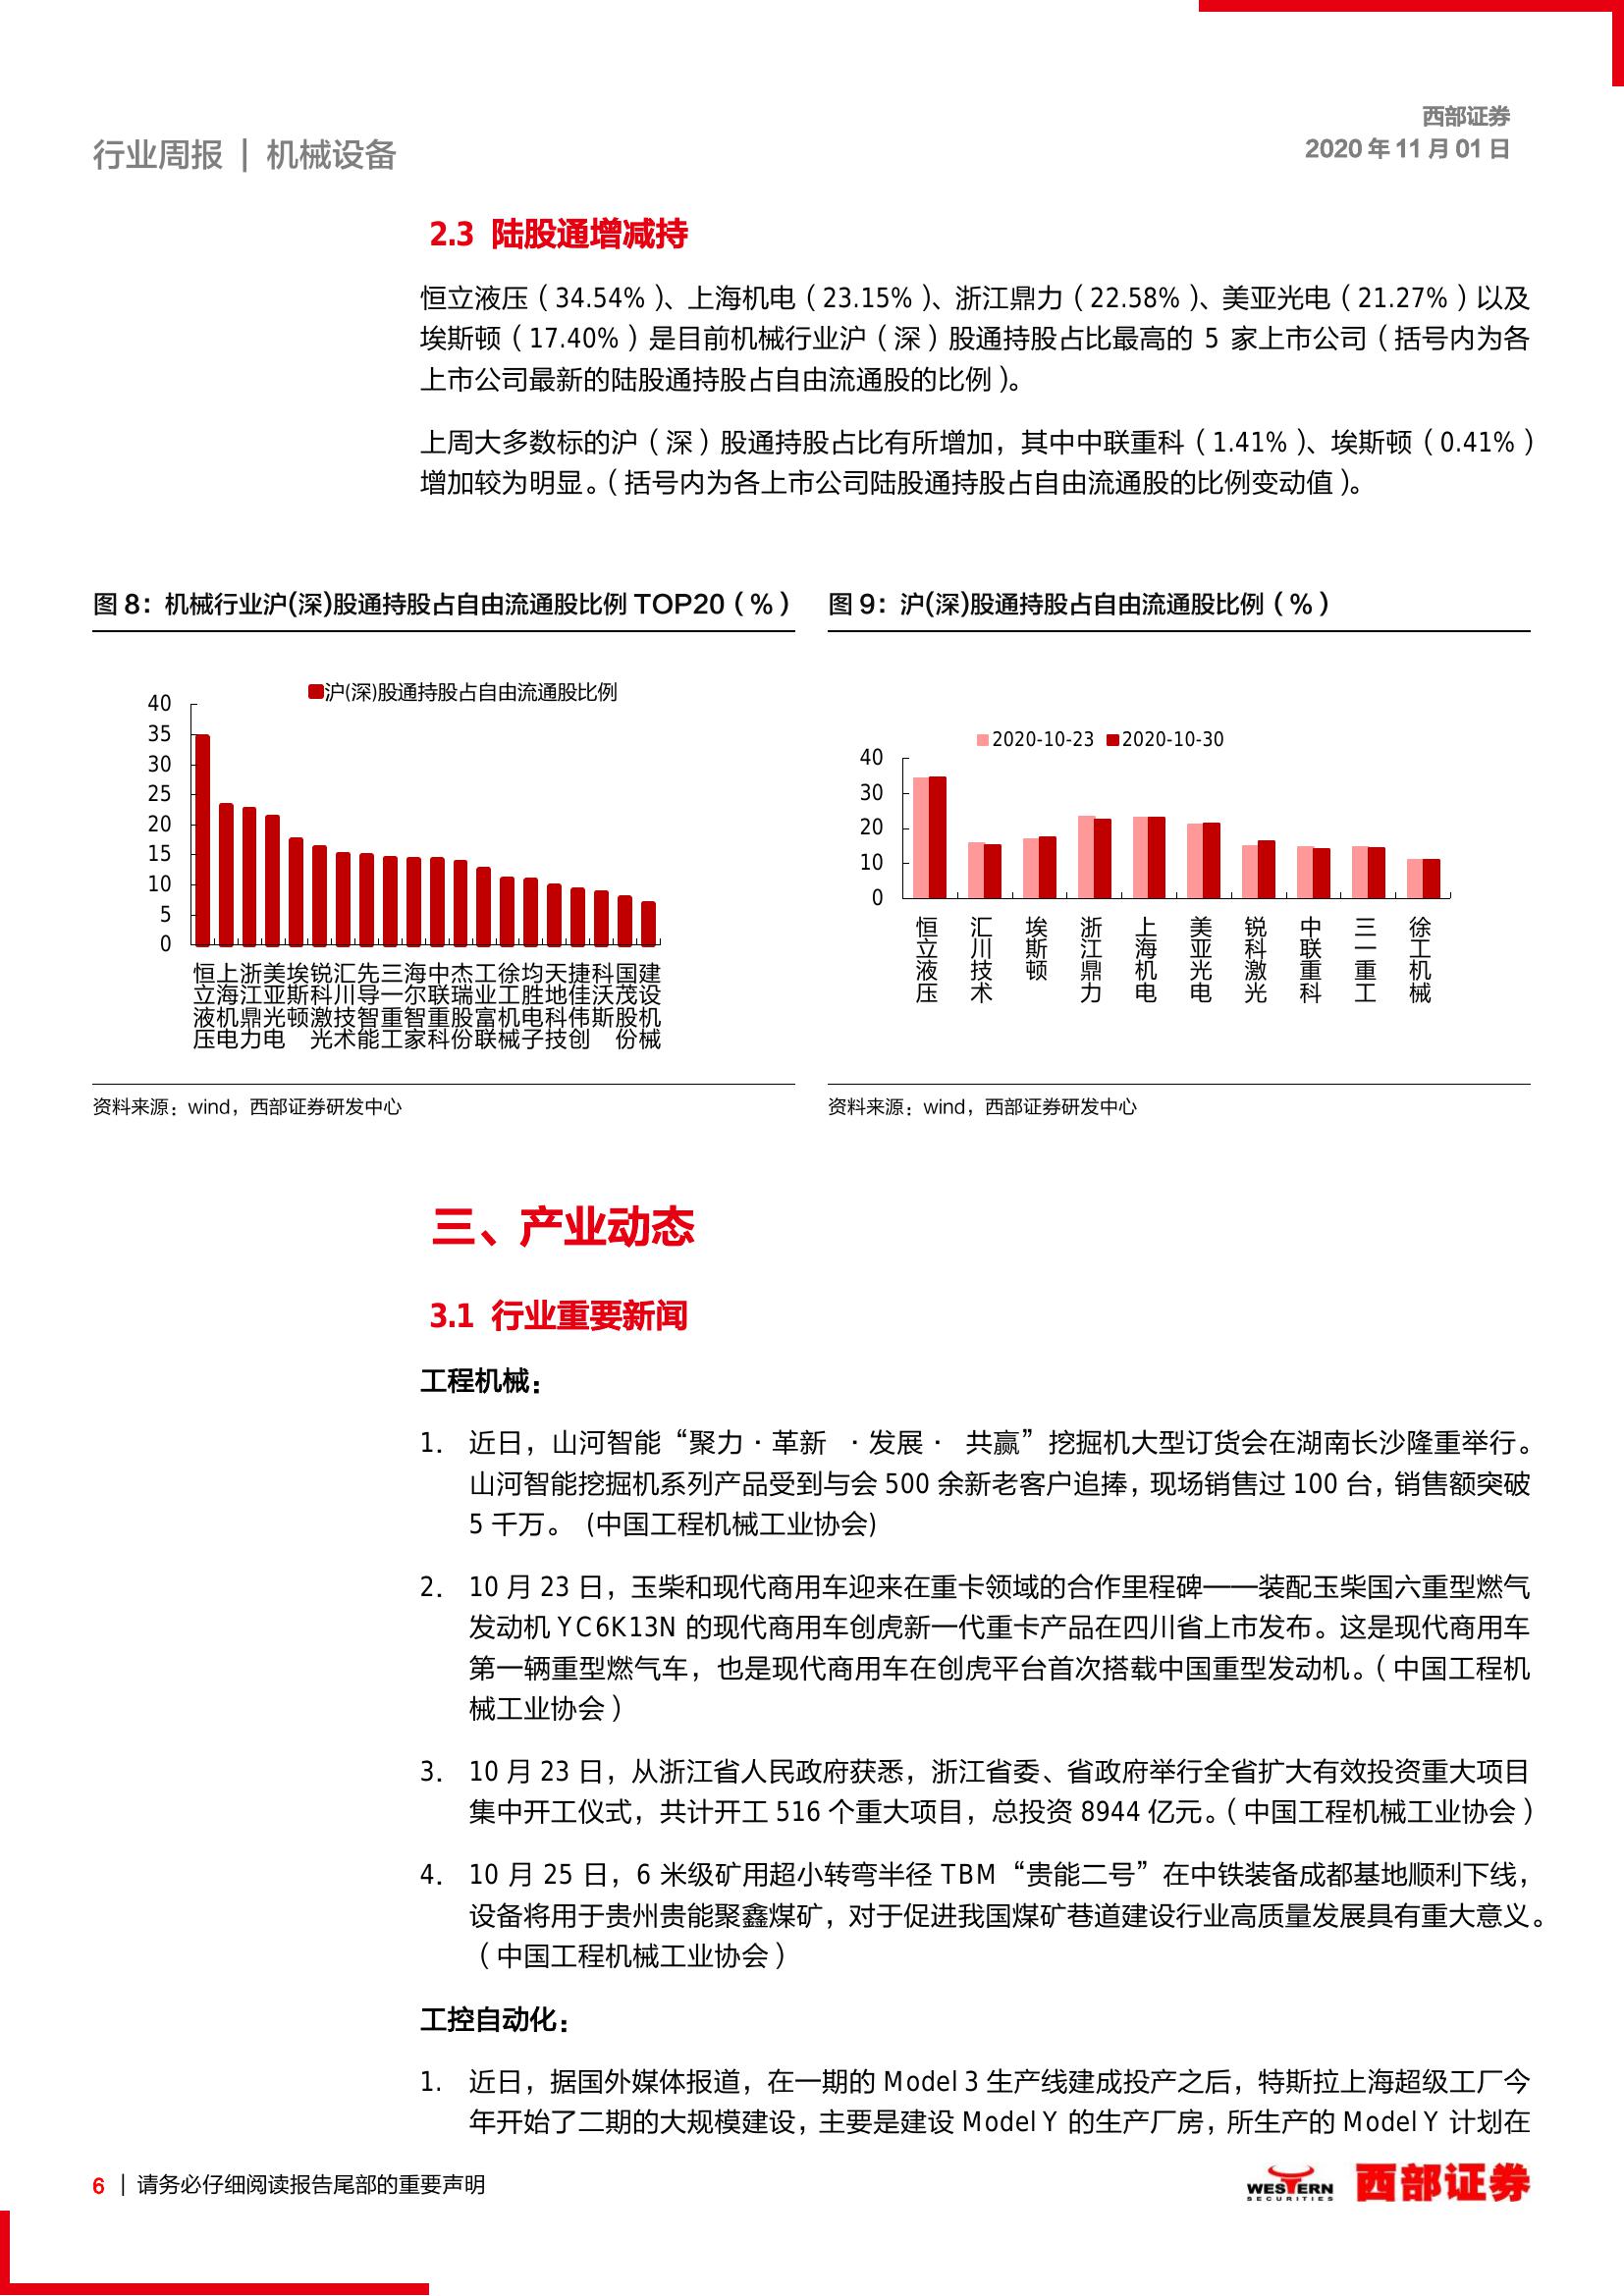 西部证券
行业周报 | 机械设备
2020 年 11 月 01 日
2.3 陆股通增减持
恒立液压（34.54%）、上海机电（23.15%）、浙江鼎力（22.58%）、美亚光电（21.27%）以及
埃斯顿（17.40%）是目前机械行业沪（深）股通持股占比最高的 5 家上市公司（括号内为各
上市公司最新的陆股通持股占自由流通股的比例）。
上周大多数标的沪（深）股通持股占比有所增加，其中中联重科（1.41%）、埃斯顿（0.41%）
增加较为明显。（括号内为各上市公司陆股通持股占自由流通股的比例变动值）。
图 8：机械行业沪(深)股通持股占自由流通股比例 TOP20（%）
沪(深)股通持股占自由流通股比例
40
35
30
25
20
15
10
5
0
恒立液压
上海机电
浙江鼎力
美亚光电
埃斯顿
锐科激光
汇川技术
先导智能
三一重工
海尔智家
中联重科
杰瑞股份
工业富联
徐工机械
均胜电子
天地科技
捷佳伟创
科沃斯
国茂股份
建设机械
资料来源：wind，西部证券研发中心
图 9：沪(深)股通持股占自由流通股比例（%）
2020-10-23 2020-10-30
40
30
20
10
0
恒立液压
汇川技术
埃斯顿
浙江鼎力
上海机电
美亚光电
锐科激光
中联重科
三一重工
徐工机械
资料来源：wind，西部证券研发中心
三、产业动态
3.1 行业重要新闻
工程机械：
1. 近日，山河智能“聚力·革新 ·发展· 共赢”挖掘机大型订货会在湖南长沙隆重举行。
山河智能挖掘机系列产品受到与会 500 余新老客户追捧，现场销售过 100 台，销售额突破
5 千万。 (中国工程机械工业协会)
2. 10 月 23 日，玉柴和现代商用车迎来在重卡领域的合作里程碑——装配玉柴国六重型燃气
发动机 YC6K13N 的现代商用车创虎新一代重卡产品在四川省上市发布。这是现代商用车
第一辆重型燃气车，也是现代商用车在创虎平台首次搭载中国重型发动机。（中国工程机
械工业协会）
3. 10 月 23 日，从浙江省人民政府获悉，浙江省委、省政府举行全省扩大有效投资重大项目
集中开工仪式，共计开工 516 个重大项目，总投资 8944 亿元。（中国工程机械工业协会）
4. 10 月 25 日，6 米级矿用超小转弯半径 TBM“贵能二号”在中铁装备成都基地顺利下线，
设备将用于贵州贵能聚鑫煤矿，对于促进我国煤矿巷道建设行业高质量发展具有重大意义。
（中国工程机械工业协会）
工控自动化：
1. 近日，据国外媒体报道，在一期的 Model 3 生产线建成投产之后，特斯拉上海超级工厂今
年开始了二期的大规模建设，主要是建设 Model Y 的生产厂房，所生产的 Model Y 计划在
6 | 请务必仔细阅读报告尾部的重要声明
WESTERN
SECURITIES
西部证券